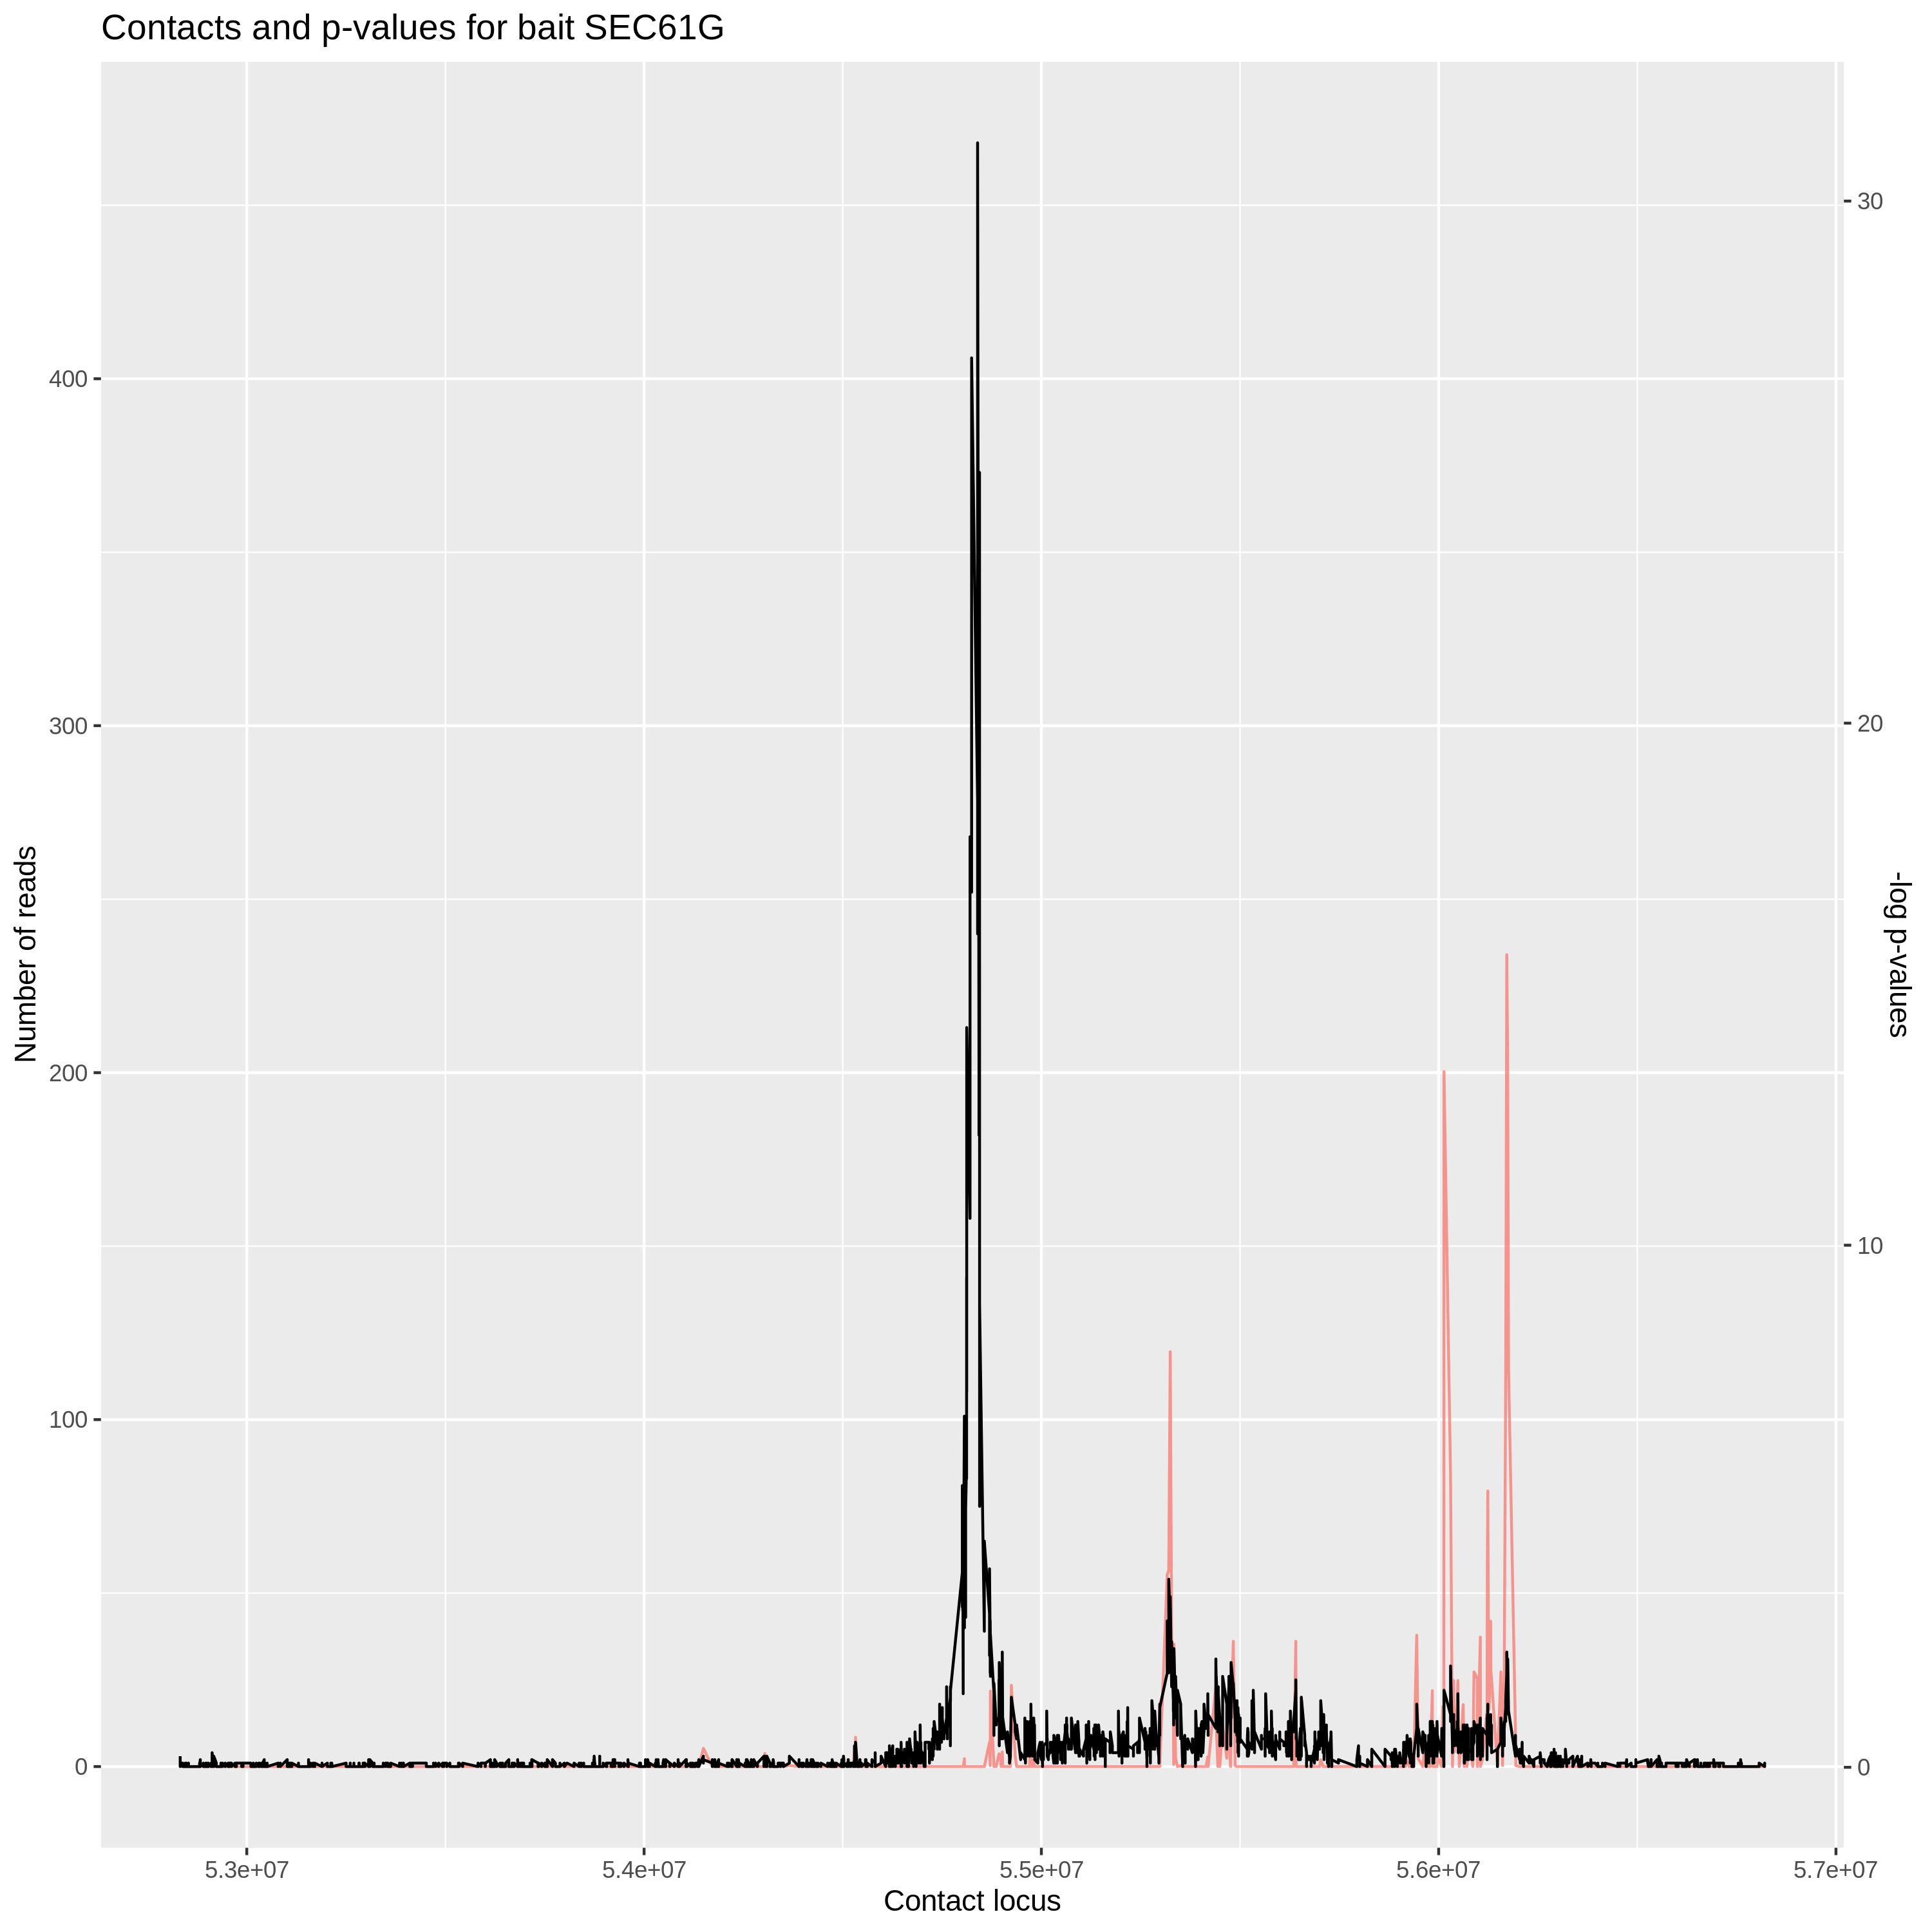 Contacts and p-values for bait SEC61G
Number of reads
400
300
200
100
0
30
20
10
0
-log p-values
5.3e+07 5.4e+07 5.5e+07 5.6e+07 5.7e+07
Contact locus